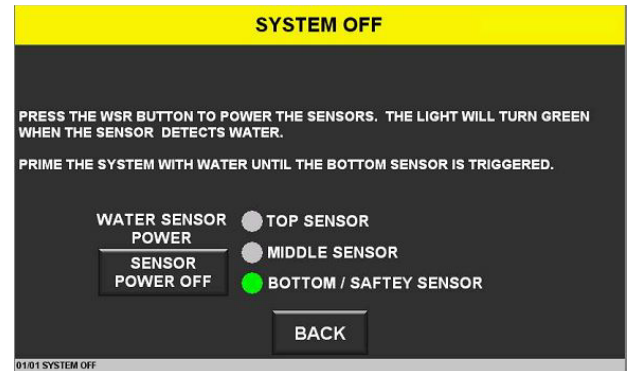 SYSTEM OFF
PRESS THE WSR BUTTON TO POWER THE SENSORS. THE LIGHT WILL TURN GREEN
WHEN THE SENSOR DETECTS WATER.
PRIME THE SYSTEM WITH WATER UNTIL THE BOTTOM SENSOR IS TRIGGERED.
WATER SENSOR
POWER
SENSOR
POWER OFF
TOP SENSOR
MIDDLE SENSOR
BOTTOM / SAFTEY SENSOR
BACK
01/01 SYSTEM OFF